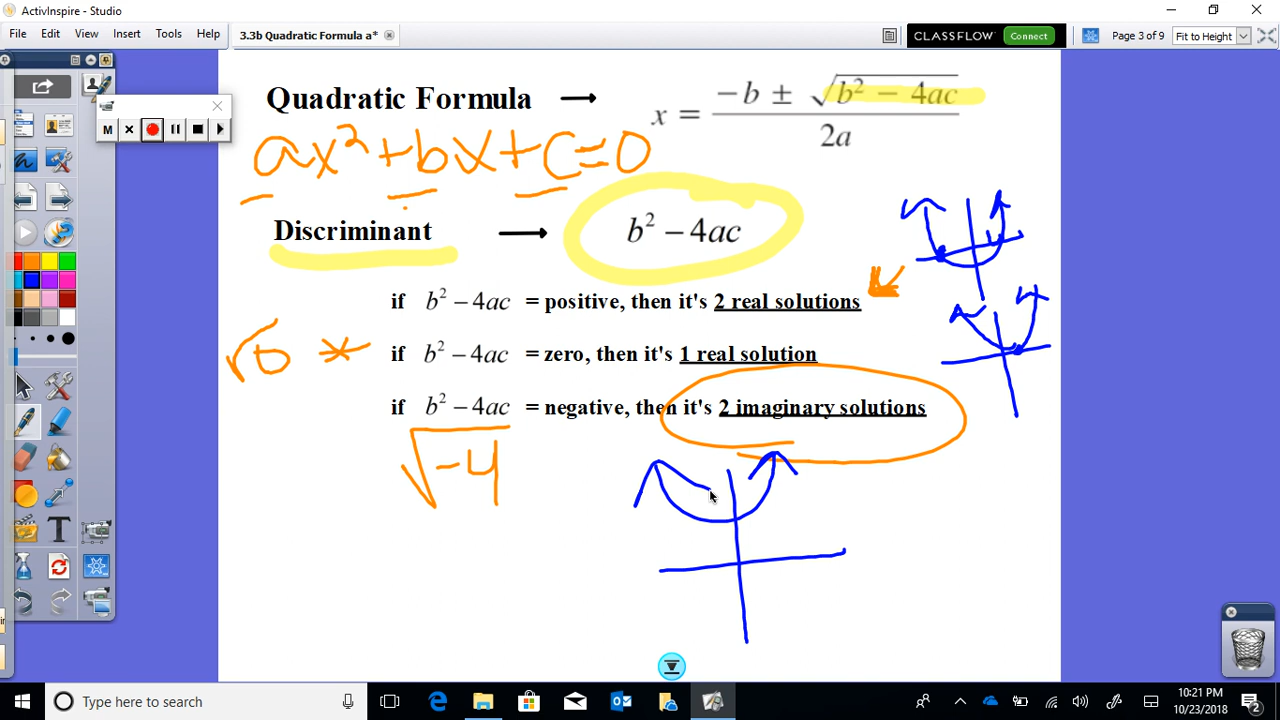 ActivInspire - Studio
File Edit View Insert Tools Help
3.3b Quadratic Formula a*
CLASSFLOW Connect
Page 3 of 9
Fit to Height
M
Quadratic Formula → x = (−b ± √(b² − 4ac)) / 2a
ax² + bx + c = 0
Discriminant → b² − 4ac
if b² − 4ac = positive, then it's 2 real solutions
√0 * if b² − 4ac = zero, then it's 1 real solution
if b² − 4ac = negative, then it's 2 imaginary solutions
√-4
T
Type here to search
10:21 PM
10/23/2018
2